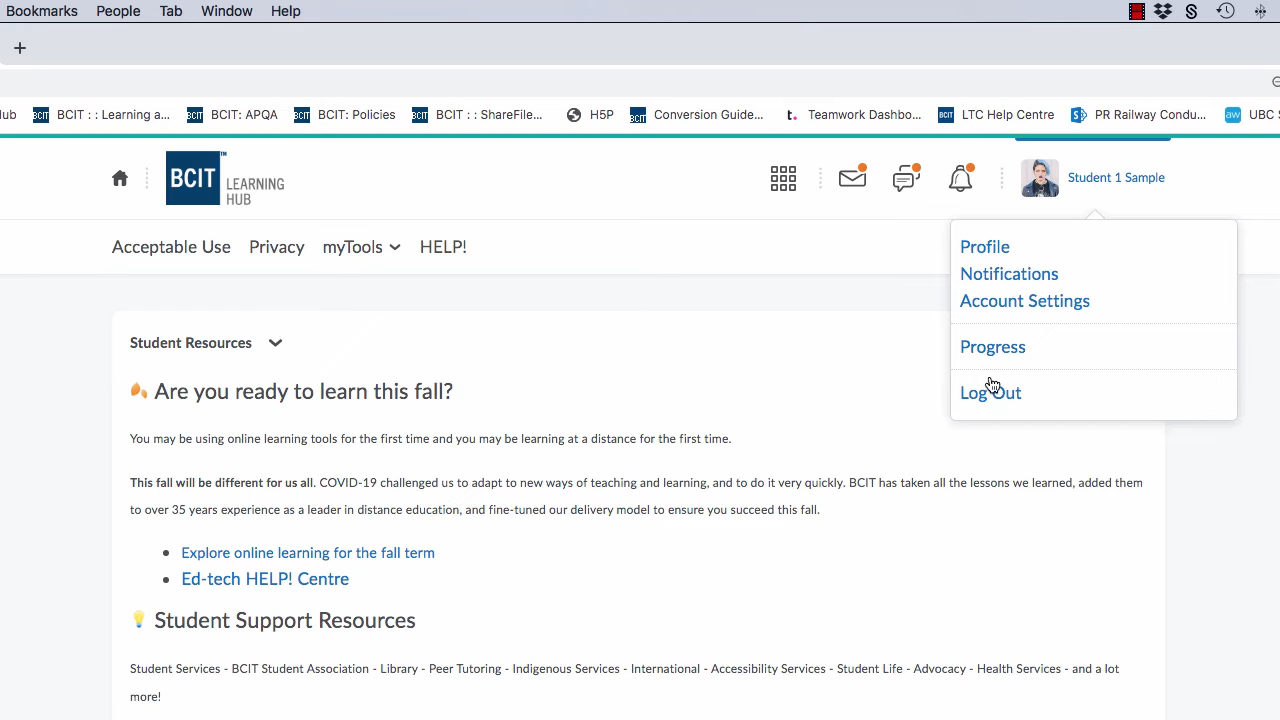 Bookmarks People Tab Window Help
+
BCIT : : Learning a... BCIT: APQA BCIT: Policies BCIT : : ShareFile... H5P Conversion Guide... t. Teamwork Dashbo... BCIT LTC Help Centre PR Railway Condu... aw UBC
BCIT™ LEARNING HUB Student 1 Sample
Acceptable Use Privacy myTools HELP!
Profile
Notifications
Account Settings
Progress
Log Out
Student Resources
Are you ready to learn this fall?
You may be using online learning tools for the first time and you may be learning at a distance for the first time.
This fall will be different for us all. COVID-19 challenged us to adapt to new ways of teaching and learning, and to do it very quickly. BCIT has taken all the lessons we learned, added them
to over 35 years experience as a leader in distance education, and fine-tuned our delivery model to ensure you succeed this fall.
• Explore online learning for the fall term
• Ed-tech HELP! Centre
Student Support Resources
Student Services - BCIT Student Association - Library - Peer Tutoring - Indigenous Services - International - Accessibility Services - Student Life - Advocacy - Health Services - and a lot
more!